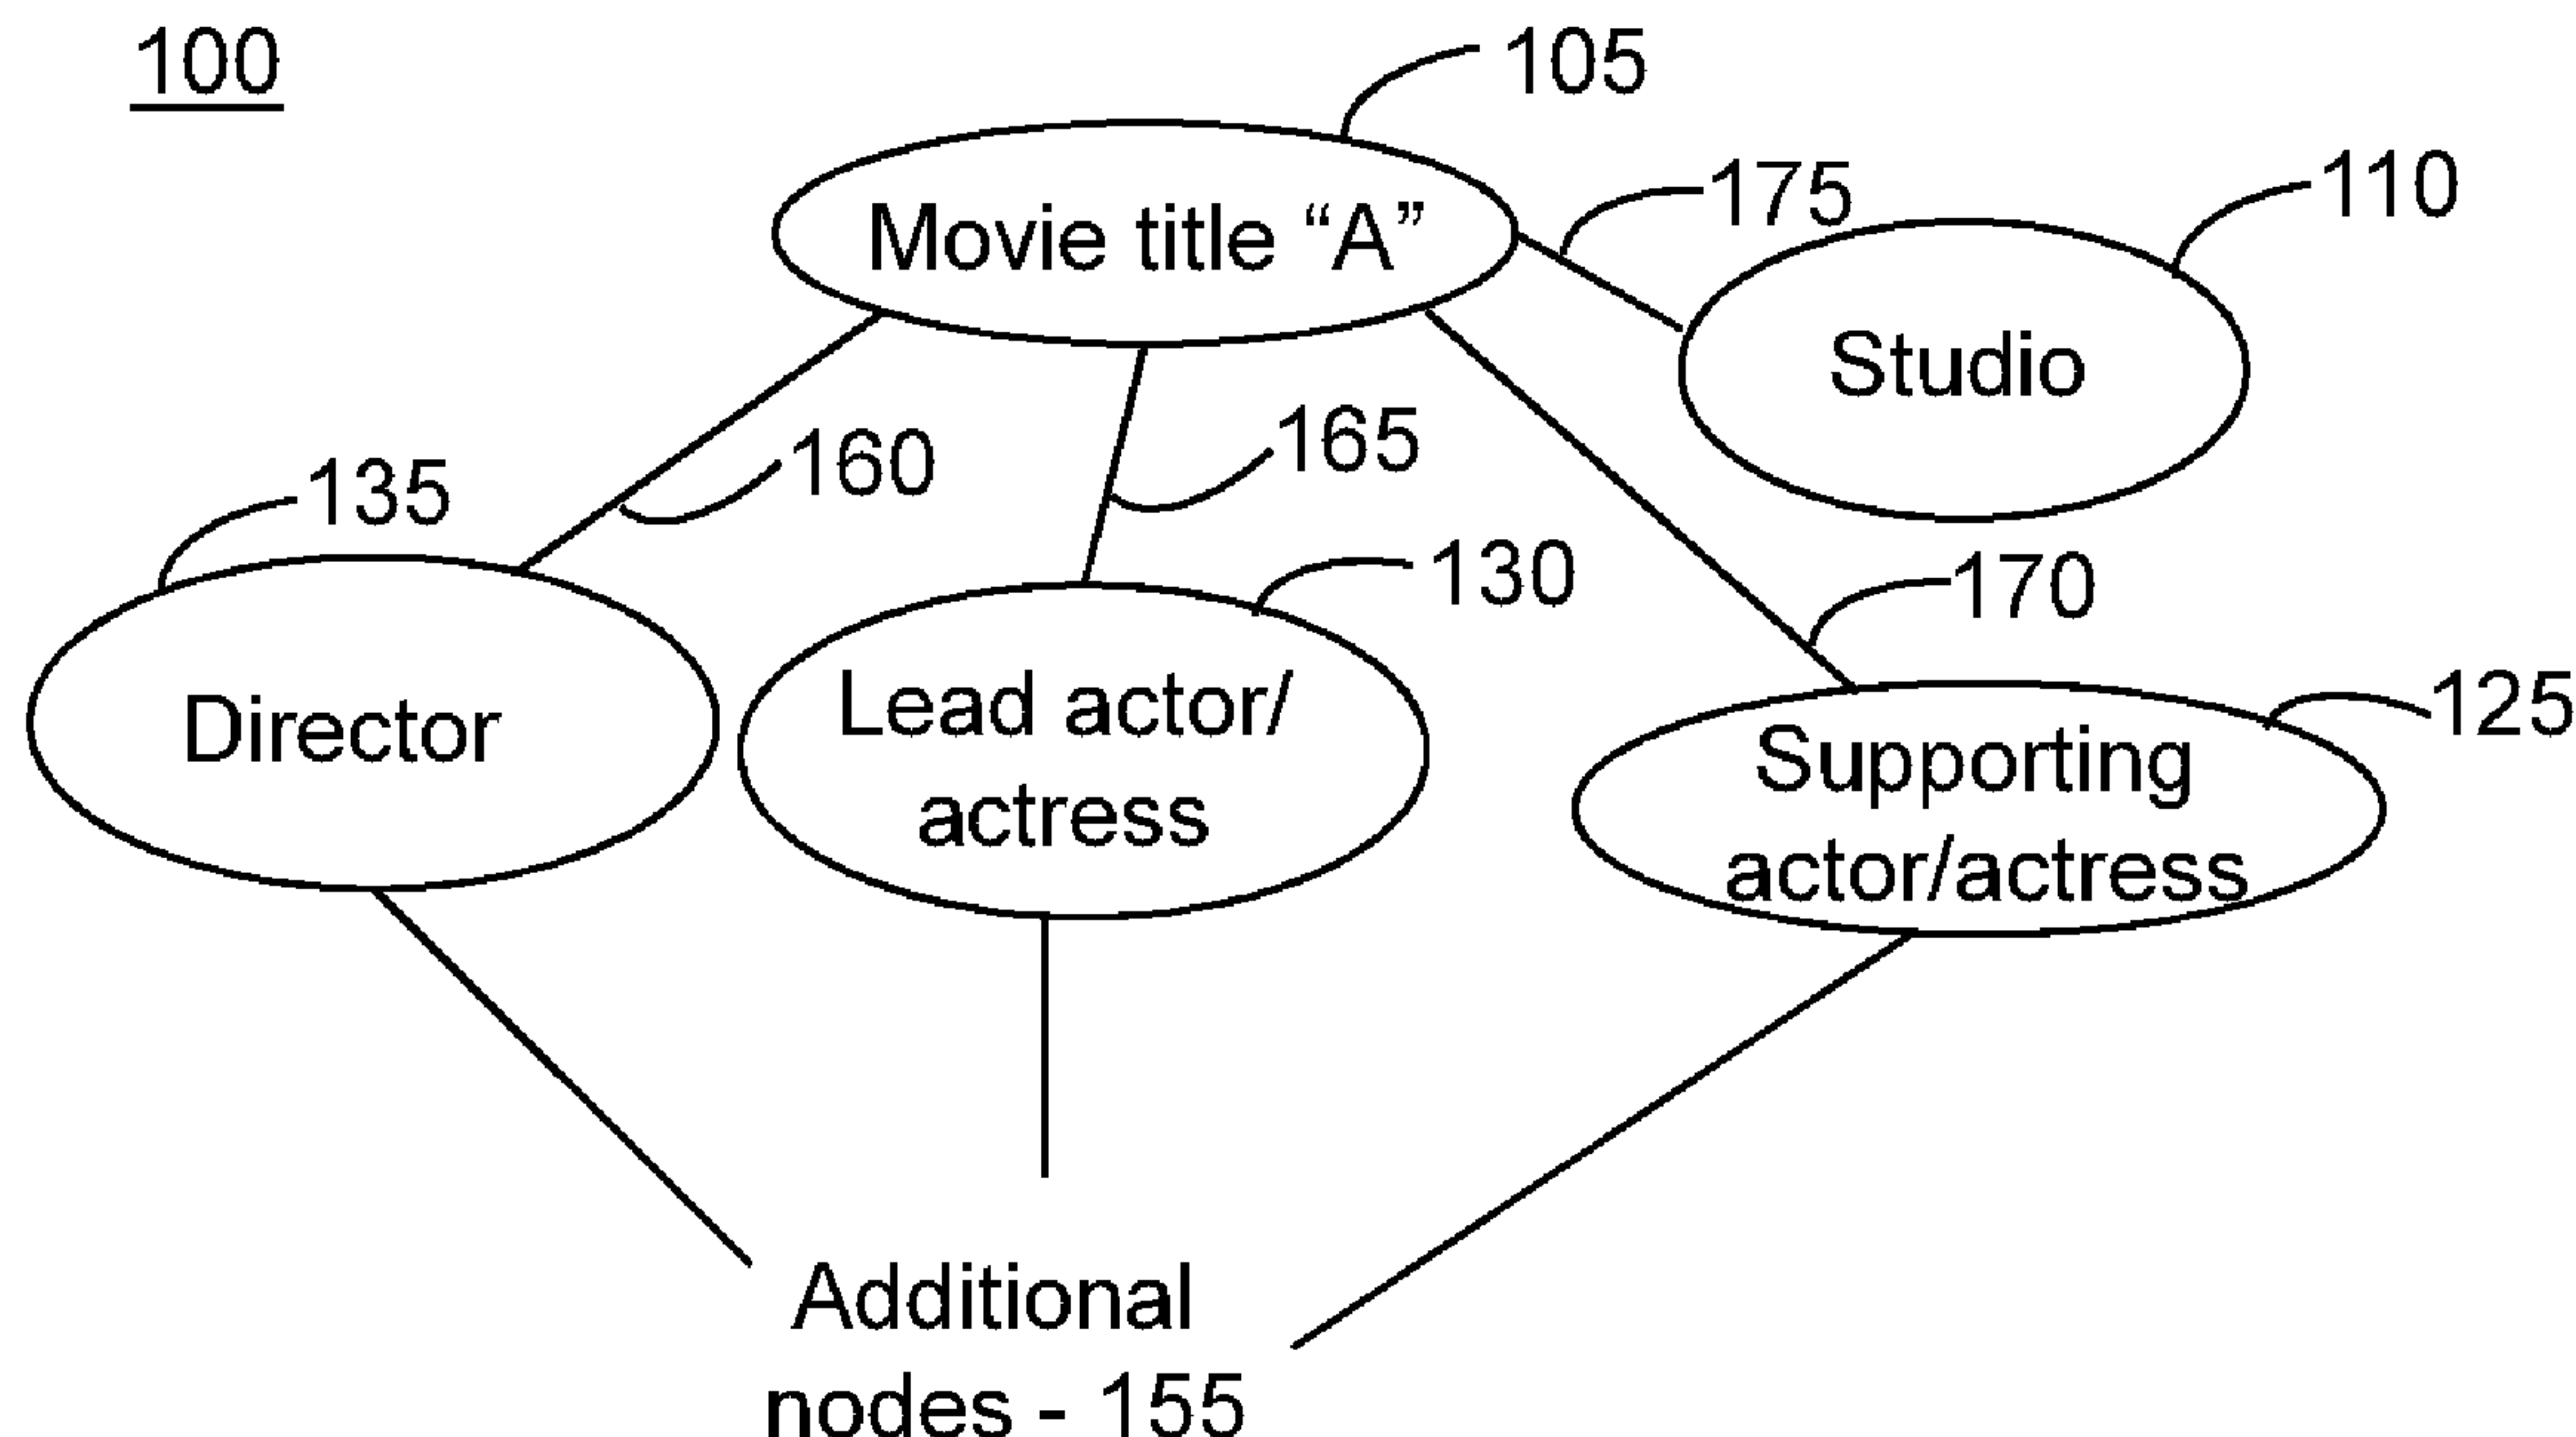 100
105
Movie title “A”
175
110
Studio
160
165
135
130
170
Director
Lead actor/
actress
125
Supporting
actor/actress
Additional
nodes - 155